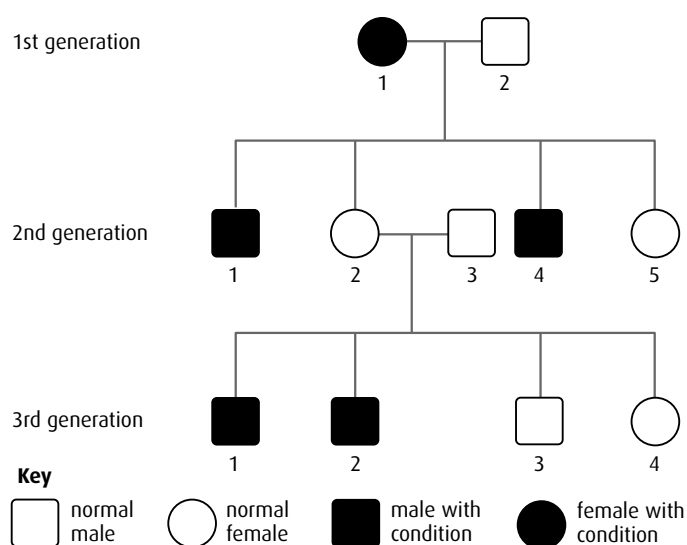 1st generation
1 2
2nd generation
1 2 3 4 5
3rd generation
1 2 3 4
Key
normal
male
normal
female
male with
condition
female with
condition